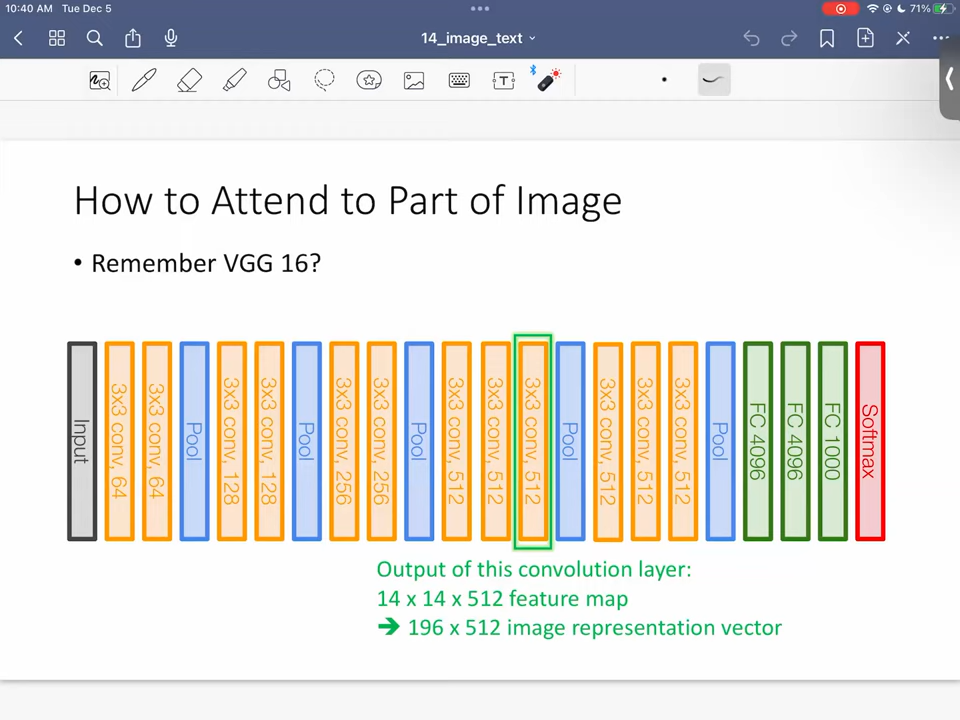 10:40 AM Tue Dec 5
71%
14_image_text
T
How to Attend to Part of Image
• Remember VGG 16?
Input
3x3 conv, 64
3x3 conv, 64
Pool
3x3 conv, 128
3x3 conv, 128
Pool
3x3 conv, 256
3x3 conv, 256
Pool
3x3 conv, 512
3x3 conv, 512
3x3 conv, 512
Pool
3x3 conv, 512
3x3 conv, 512
3x3 conv, 512
Pool
FC 4096
FC 4096
FC 1000
Softmax
Output of this convolution layer:
14 x 14 x 512 feature map
➔ 196 x 512 image representation vector